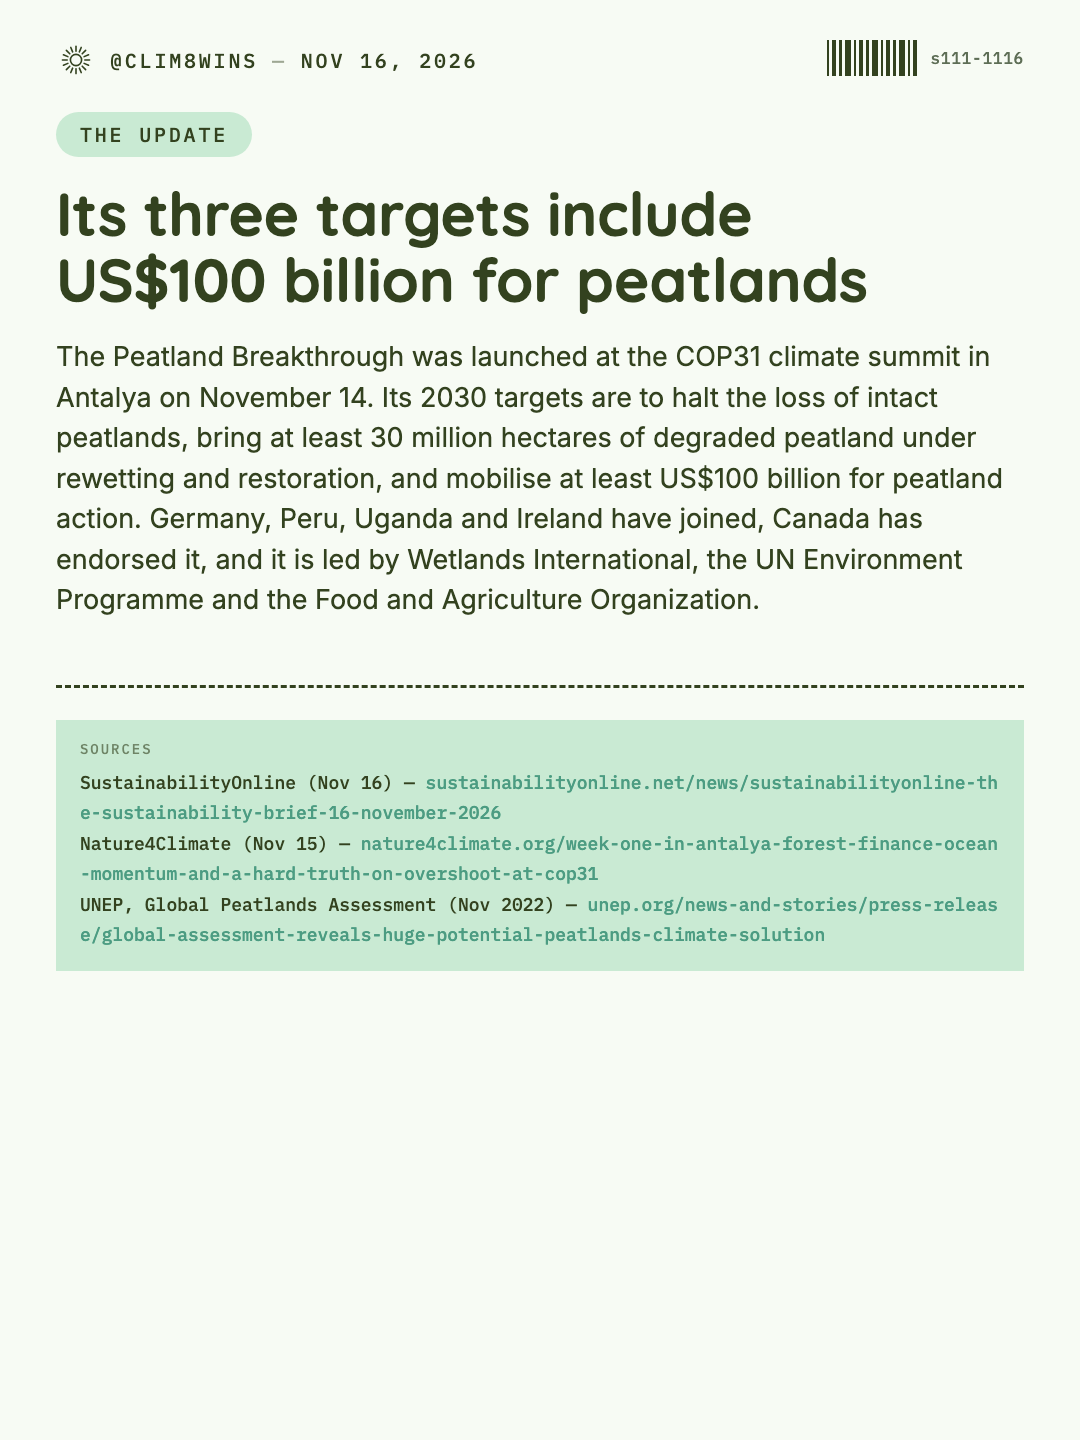 @CLIM8WINS — NOV 16, 2026
s111-1116
THE UPDATE
Its three targets include
US$100 billion for peatlands
The Peatland Breakthrough was launched at the COP31 climate summit in
Antalya on November 14. Its 2030 targets are to halt the loss of intact
peatlands, bring at least 30 million hectares of degraded peatland under
rewetting and restoration, and mobilise at least US$100 billion for peatland
action. Germany, Peru, Uganda and Ireland have joined, Canada has
endorsed it, and it is led by Wetlands International, the UN Environment
Programme and the Food and Agriculture Organization.
SOURCES
SustainabilityOnline (Nov 16) — sustainabilityonline.net/news/sustainabilityonline-th
e-sustainability-brief-16-november-2026
Nature4Climate (Nov 15) — nature4climate.org/week-one-in-antalya-forest-finance-ocean
-momentum-and-a-hard-truth-on-overshoot-at-cop31
UNEP, Global Peatlands Assessment (Nov 2022) — unep.org/news-and-stories/press-releas
e/global-assessment-reveals-huge-potential-peatlands-climate-solution